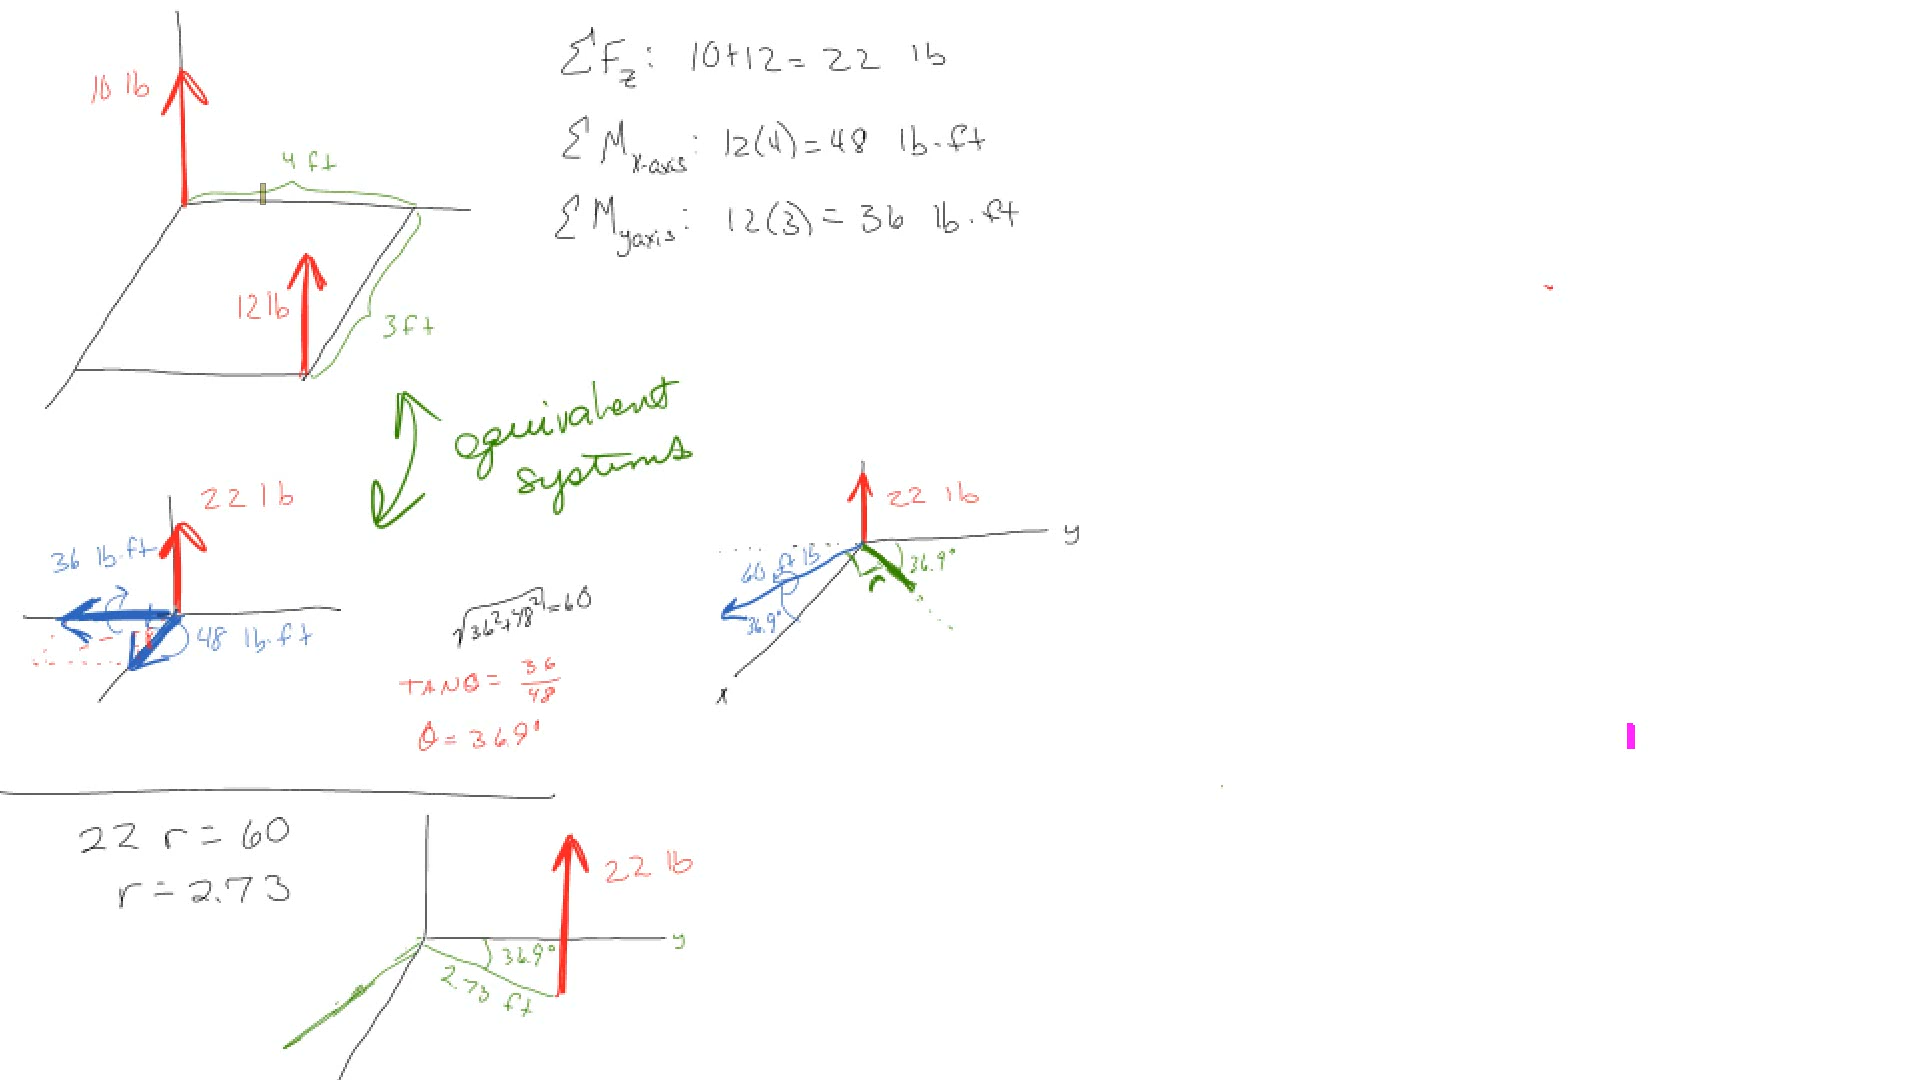 ΣFz: 10+12 = 22 lb
ΣMx-axis: 12(4) = 48 lb·ft
ΣMyaxis: 12(3) = 36 lb·ft
10 lb
4 ft
12 lb
3 ft
equivalent
systems
22 lb
36 lb·ft
48 lb·ft
√36²+48² = 60
TANθ = 36/48
θ = 36.9°
22 lb
y
60 ft lb
36.9°
r
36.9°
x
22 r = 60
r = 2.73
22 lb
y
36.9°
2.73 ft